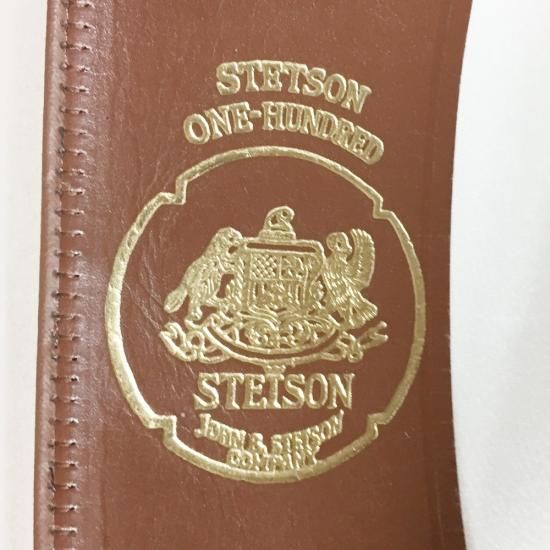 STETSON
ONE-HUNDRED
STETSON
JOHN B. STETSON
COMPANY